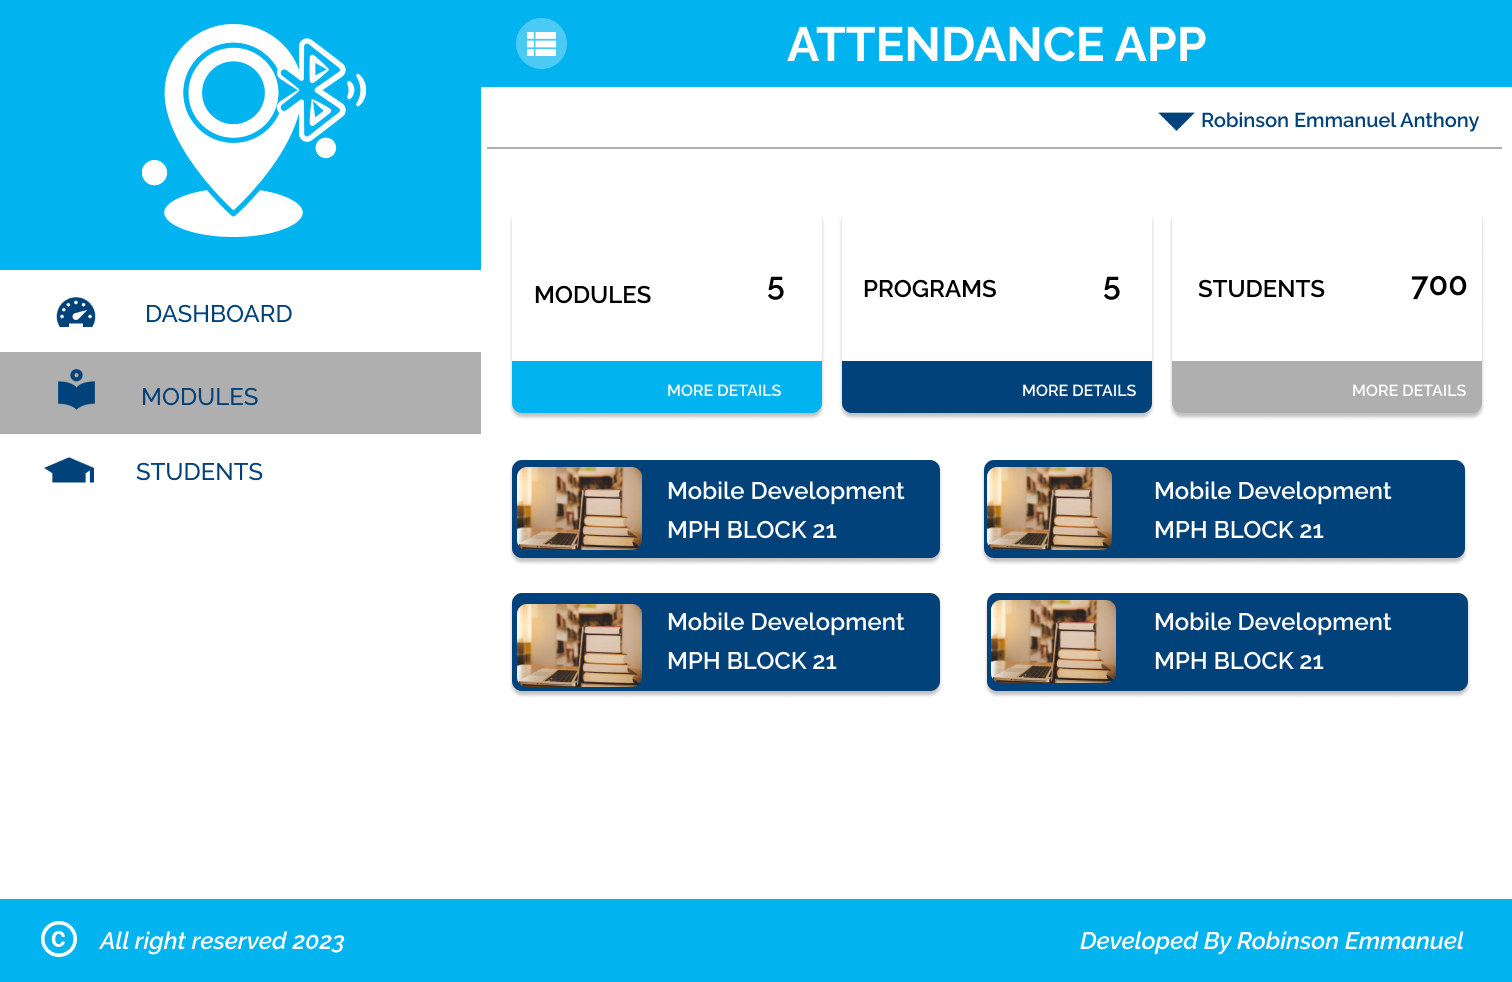 ATTENDANCE APP
Robinson Emmanuel Anthony
DASHBOARD
MODULES
STUDENTS
MODULES 5
MORE DETAILS
PROGRAMS 5
MORE DETAILS
STUDENTS 700
MORE DETAILS
Mobile Development
MPH BLOCK 21
Mobile Development
MPH BLOCK 21
Mobile Development
MPH BLOCK 21
Mobile Development
MPH BLOCK 21
© All right reserved 2023
Developed By Robinson Emmanuel